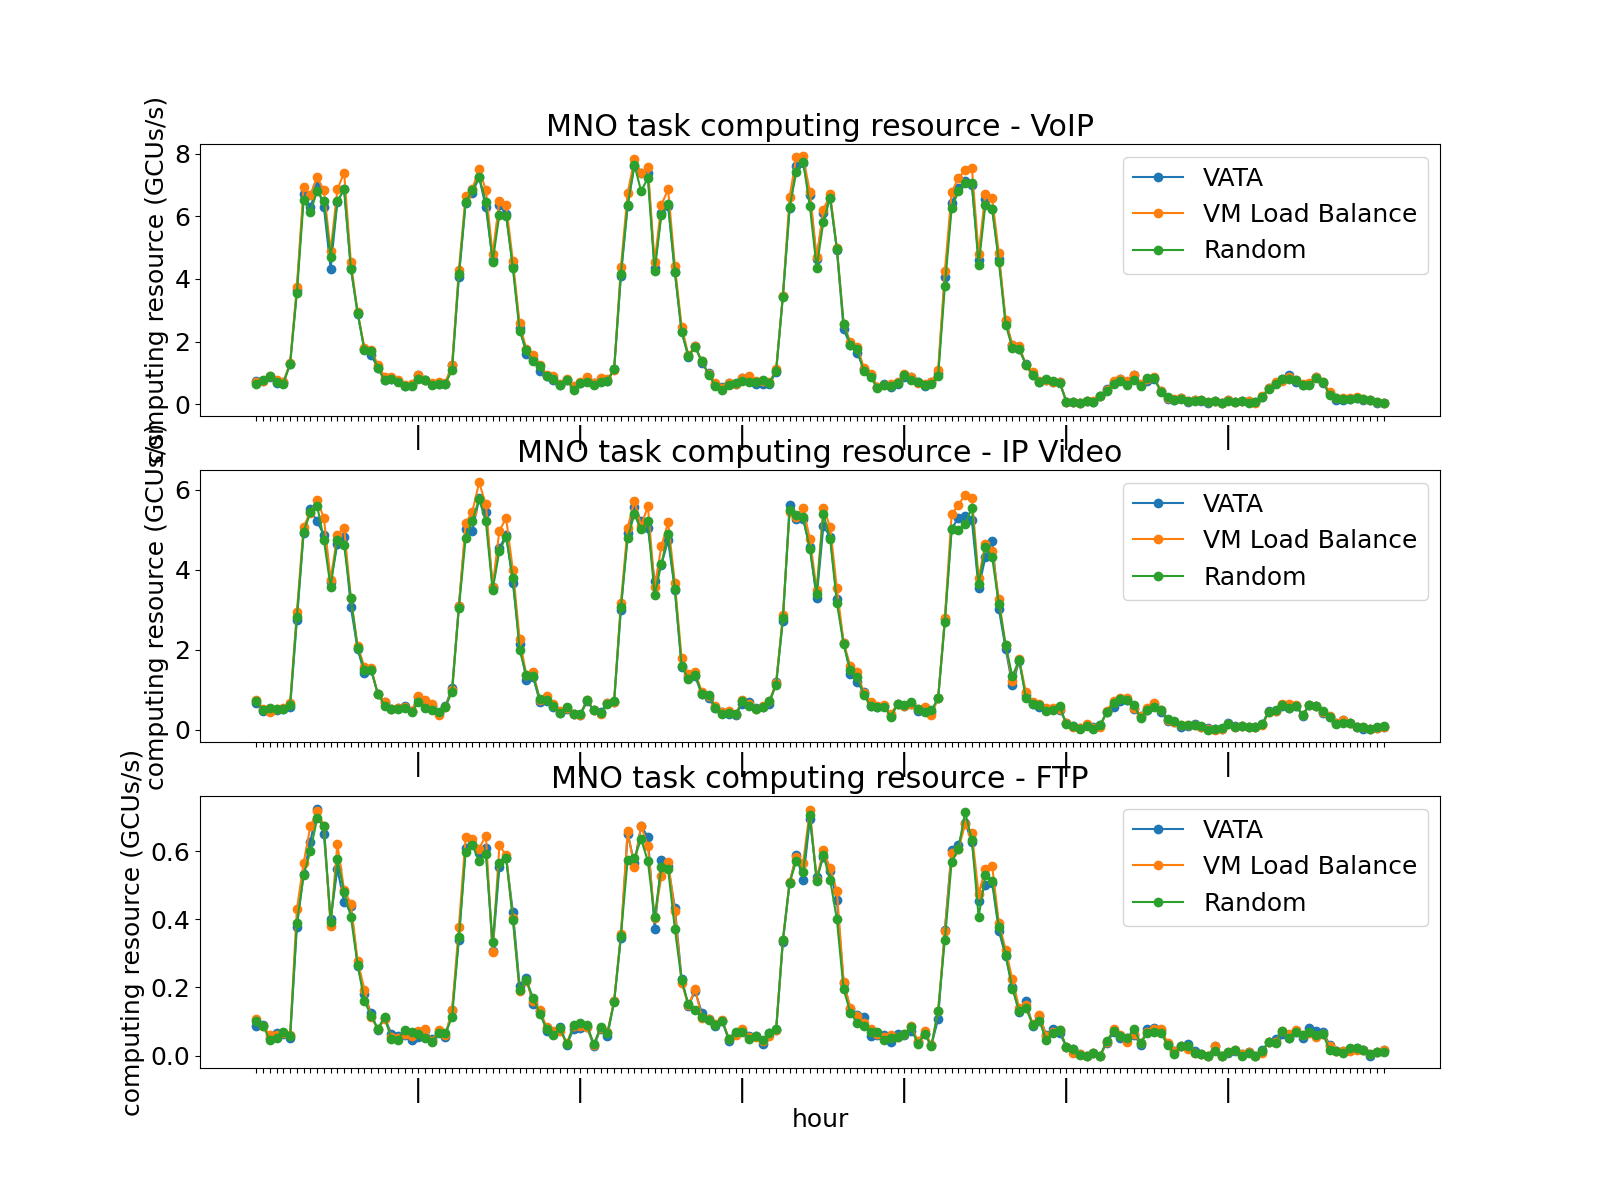 MNO task computing resource - VoIP
computing resource (GCUs/s)
8
6
4
2
0
VATA
VM Load Balance
Random
|
|
|
|
|
|
MNO task computing resource - IP Video
computing resource (GCUs/s)
6
4
2
0
VATA
VM Load Balance
Random
|
|
|
|
|
|
MNO task computing resource - FTP
computing resource (GCUs/s)
0.6
0.4
0.2
0.0
VATA
VM Load Balance
Random
|
|
|
|
|
|
hour